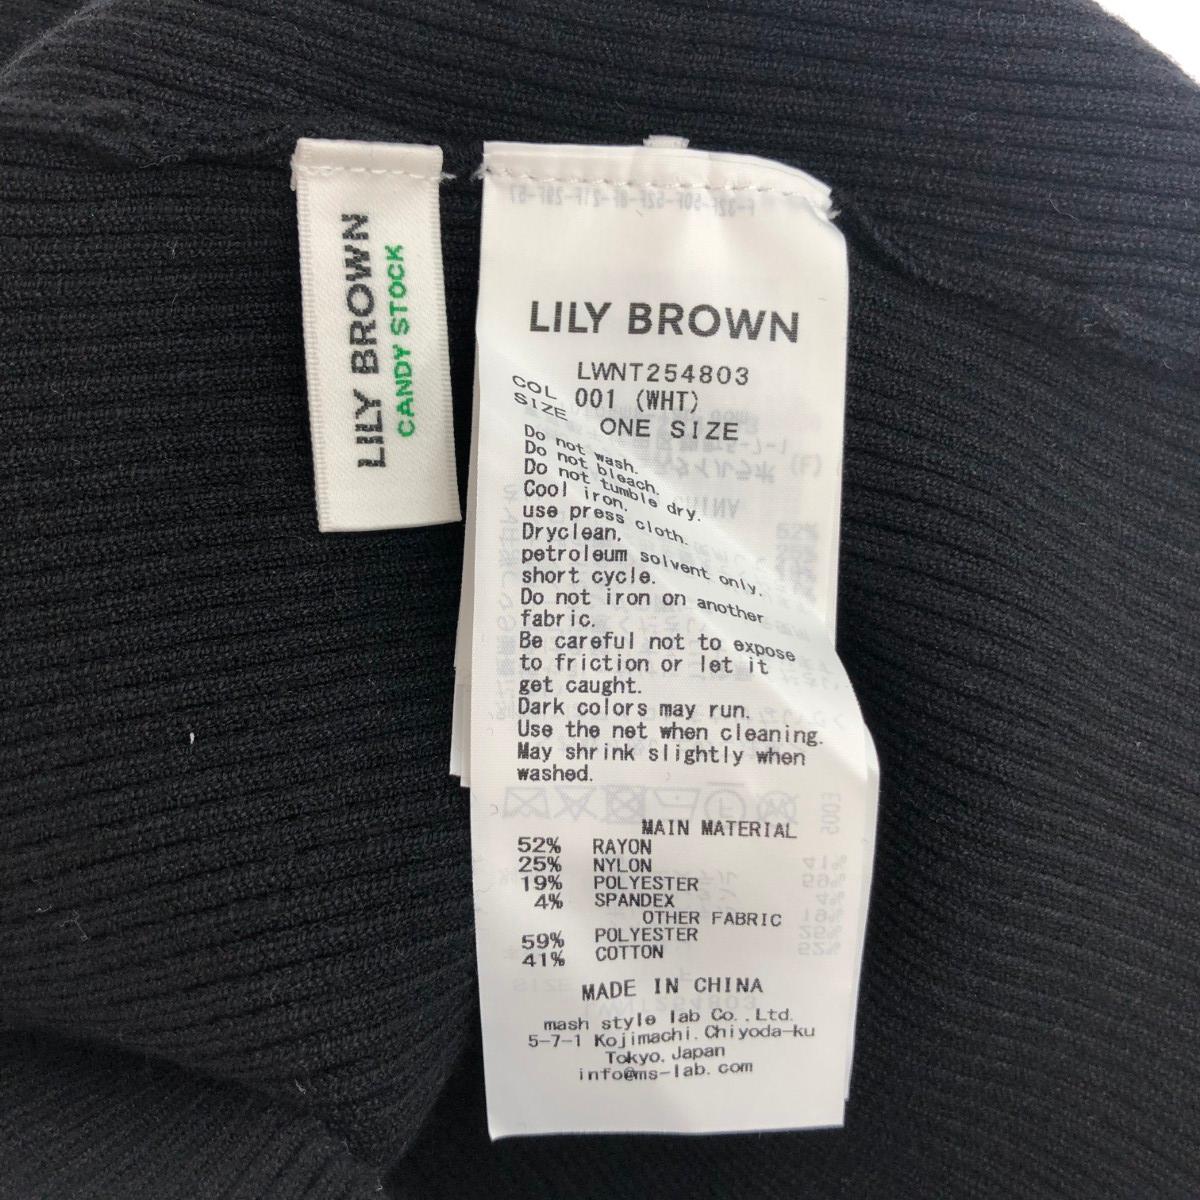 LILY BROWN
CANDY STOCK
LILY BROWN
LWNT254803
COL 001 (WHT)
SIZE ONE SIZE
Do not wash.
Do not bleach.
Do not tumble dry.
Cool iron.
use press cloth.
Dryclean.
petroleum solvent only.
short cycle.
Do not iron on another
fabric.
Be careful not to expose
to friction or let it
get caught.
Dark colors may run.
Use the net when cleaning.
May shrink slightly when
washed.
MAIN MATERIAL
52% RAYON
25% NYLON
19% POLYESTER
4% SPANDEX
OTHER FABRIC
59% POLYESTER
41% COTTON
MADE IN CHINA
mash style lab Co.,Ltd.
5-7-1 Kojimachi.Chiyoda-ku
Tokyo.Japan
info@ms-lab.com